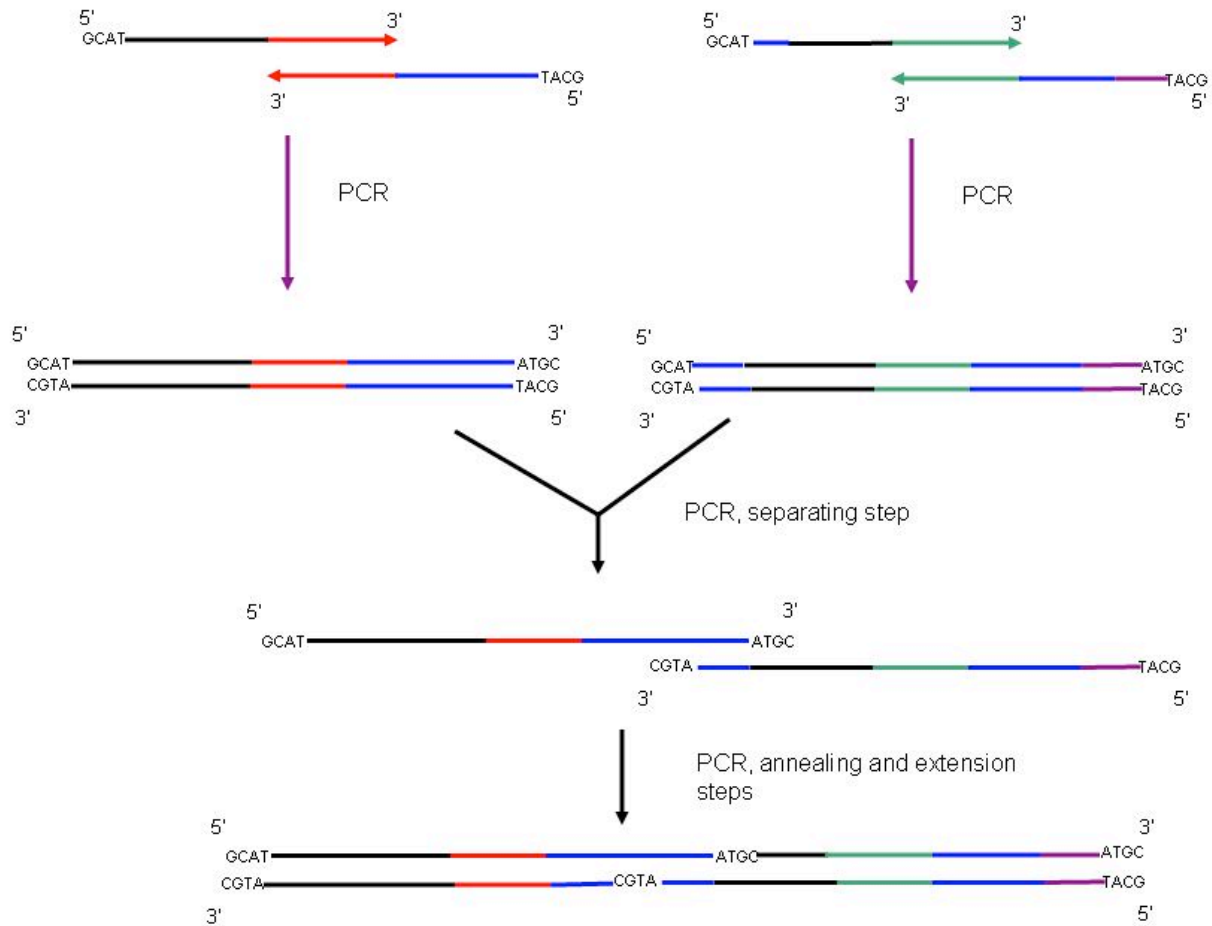 5' 3' 5' 3'
GCAT GCAT
TACG TACG
3' 5' 3' 5'
PCR PCR
5' 3' 5' 3'
GCAT ATGC GCAT ATGC
CGTA TACG CGTA TACG
3' 5' 3' 5'
PCR, separating step
5' 3'
GCAT ATGC
CGTA TACG
3' 5'
PCR, annealing and extension
steps
5' 3'
GCAT ATGC ATGC
CGTA CGTA TACG
3' 5'